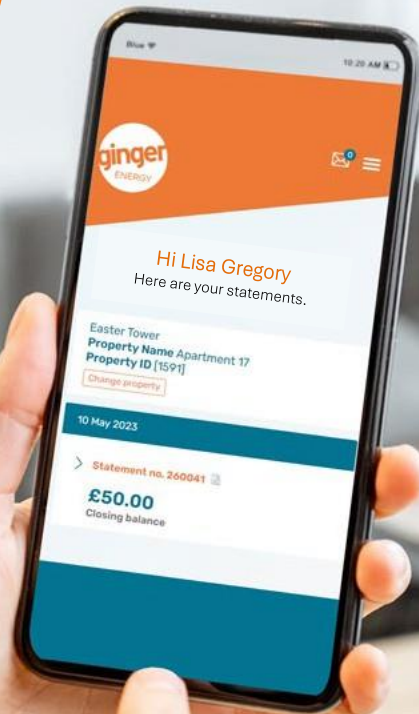 Blue
10:20 AM
ginger
ENERGY
0
Hi Lisa Gregory
Here are your statements.
Easter Tower
Property Name Apartment 17
Property ID [1591]
Change property
10 May 2023
Statement no. 260041
£50.00
Closing balance